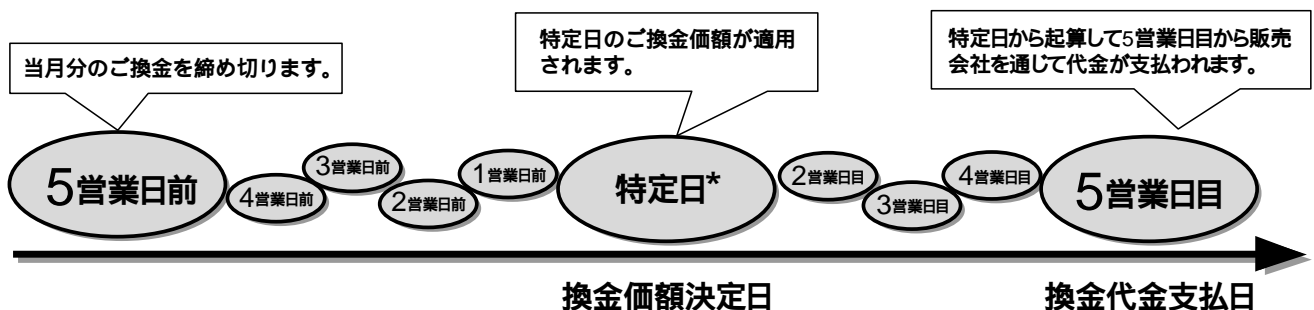 当月分のご換金を締め切ります。
特定日のご換金価額が適用
されます。
特定日から起算して5営業日目から販売
会社を通じて代金が支払われます。
5営業日前
4営業日前
3営業日前
2営業日前
1営業日前
特定日*
2営業日目
3営業日目
4営業日目
5営業日目
換金価額決定日
換金代金支払日